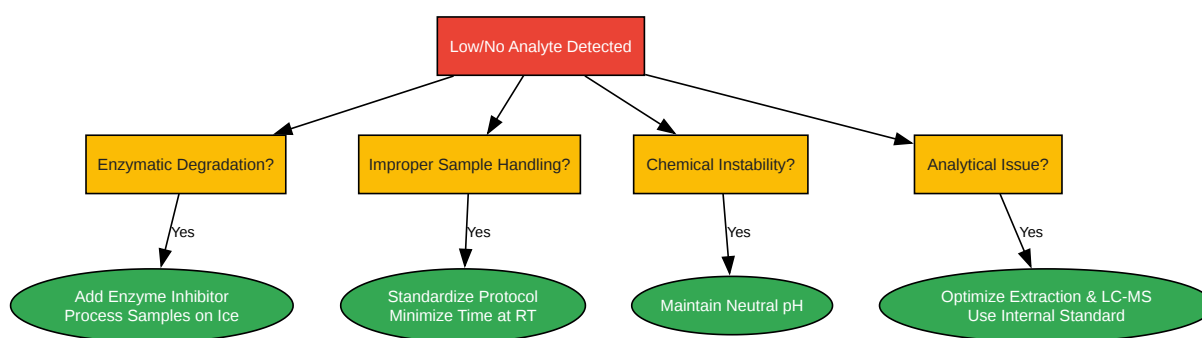 Low/No Analyte Detected
Enzymatic Degradation?
Improper Sample Handling?
Chemical Instability?
Analytical Issue?
Yes
Yes
Yes
Yes
Add Enzyme Inhibitor
Process Samples on Ice
Standardize Protocol
Minimize Time at RT
Maintain Neutral pH
Optimize Extraction & LC-MS
Use Internal Standard